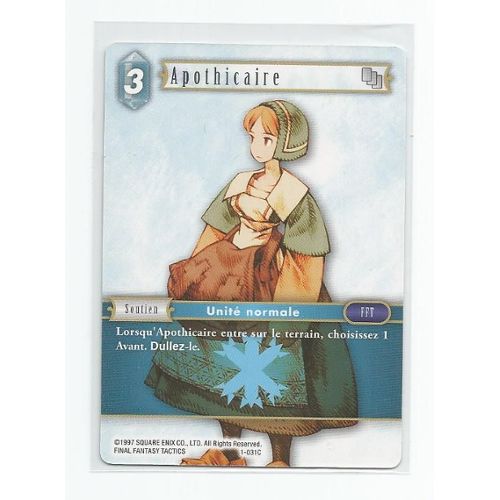 3
Apothicaire
Soutien
Unité normale
FFT
Lorsqu'Apothicaire entre sur le terrain, choisissez 1
Avant. Dullez-le.
©1997 SQUARE ENIX CO., LTD. All Rights Reserved.
FINAL FANTASY TACTICS
1-031C